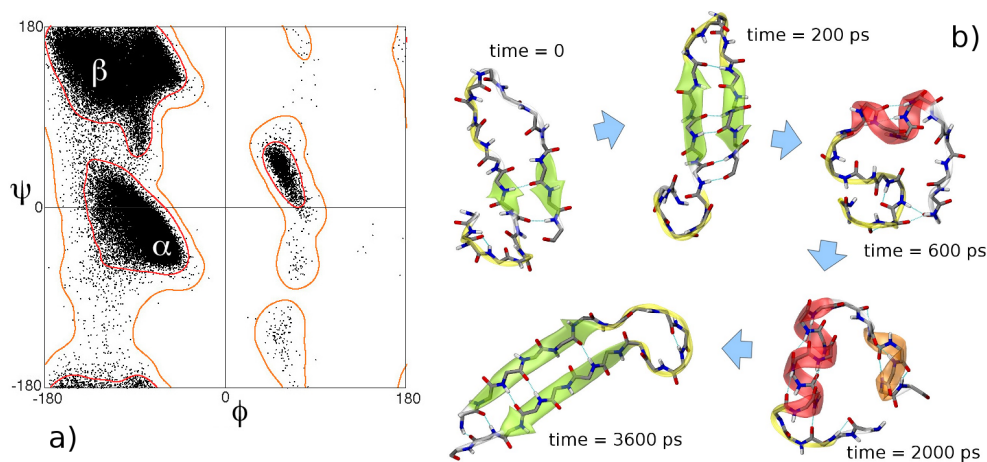 a)
180
β
ψ
0
α
-180
-180
0
180
ϕ
b)
time = 0
time = 200 ps
time = 600 ps
time = 2000 ps
time = 3600 ps